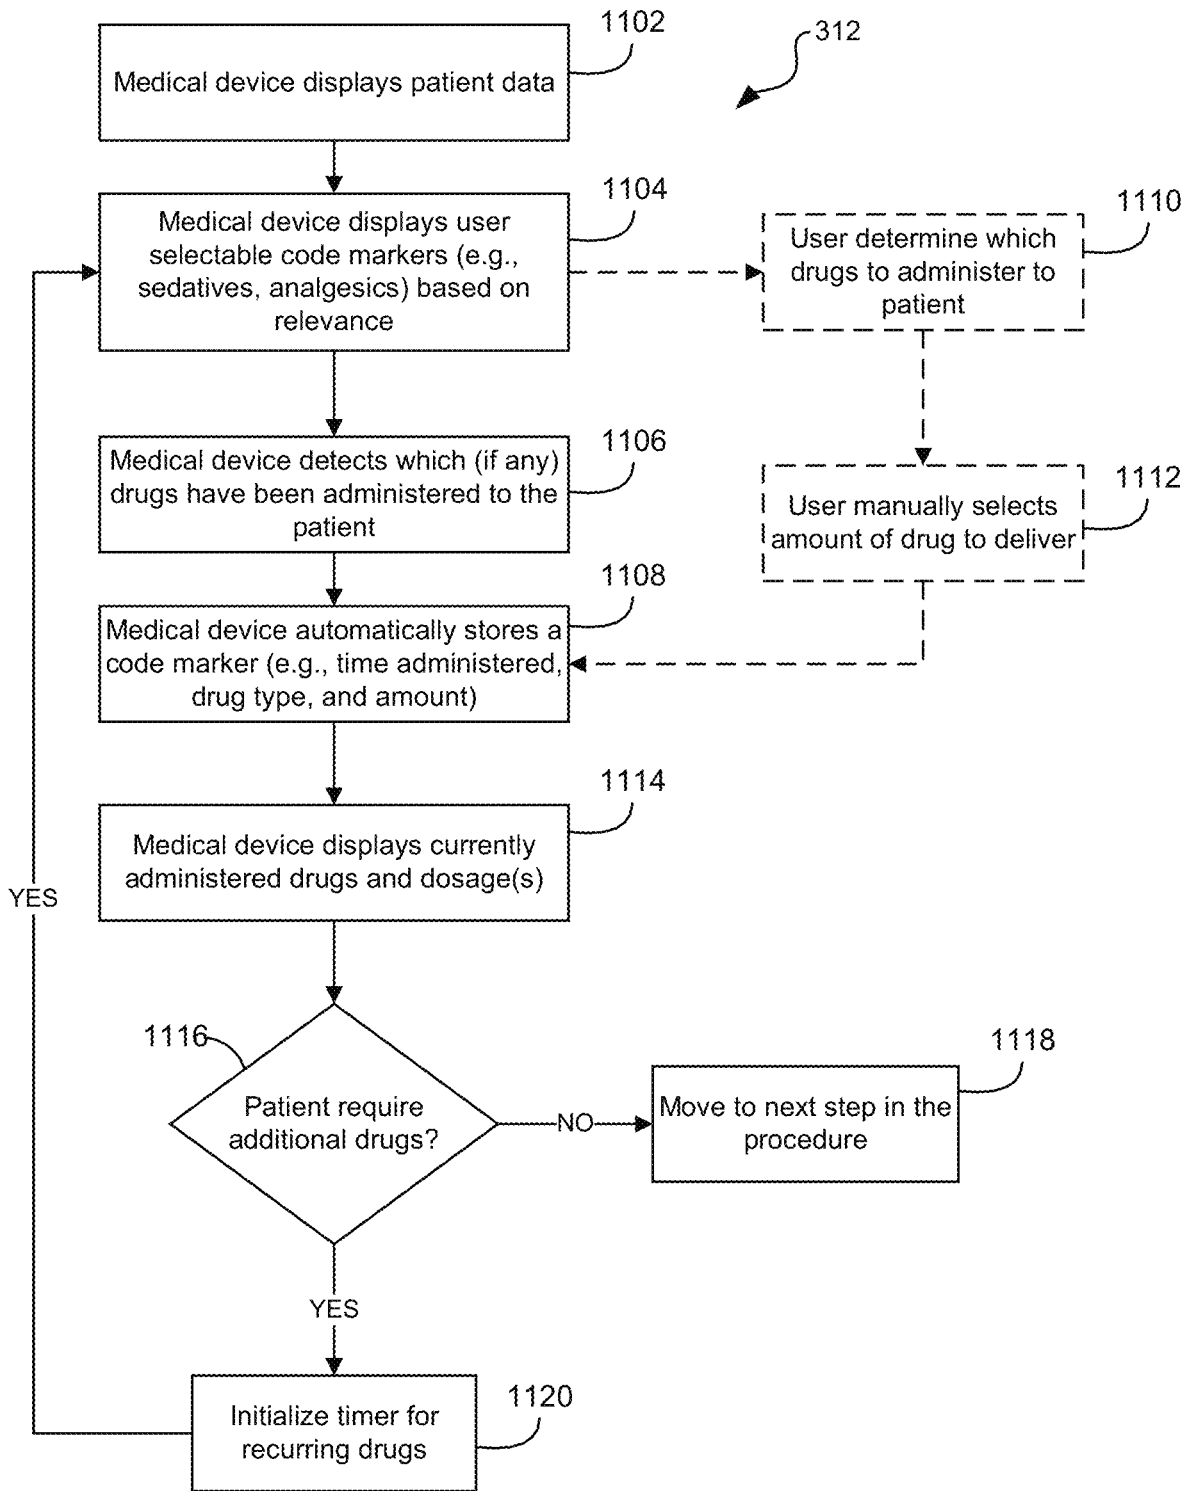 1102
312
Medical device displays patient data
1104
Medical device displays user
selectable code markers (e.g.,
sedatives, analgesics) based on
relevance
1110
User determine which
drugs to administer to
patient
1106
Medical device detects which (if any)
drugs have been administered to the
patient
1112
User manually selects
amount of drug to deliver
1108
Medical device automatically stores a
code marker (e.g., time administered,
drug type, and amount)
1114
Medical device displays currently
administered drugs and dosage(s)
YES
1116
Patient require
additional drugs?
NO
1118
Move to next step in the
procedure
YES
1120
Initialize timer for
recurring drugs